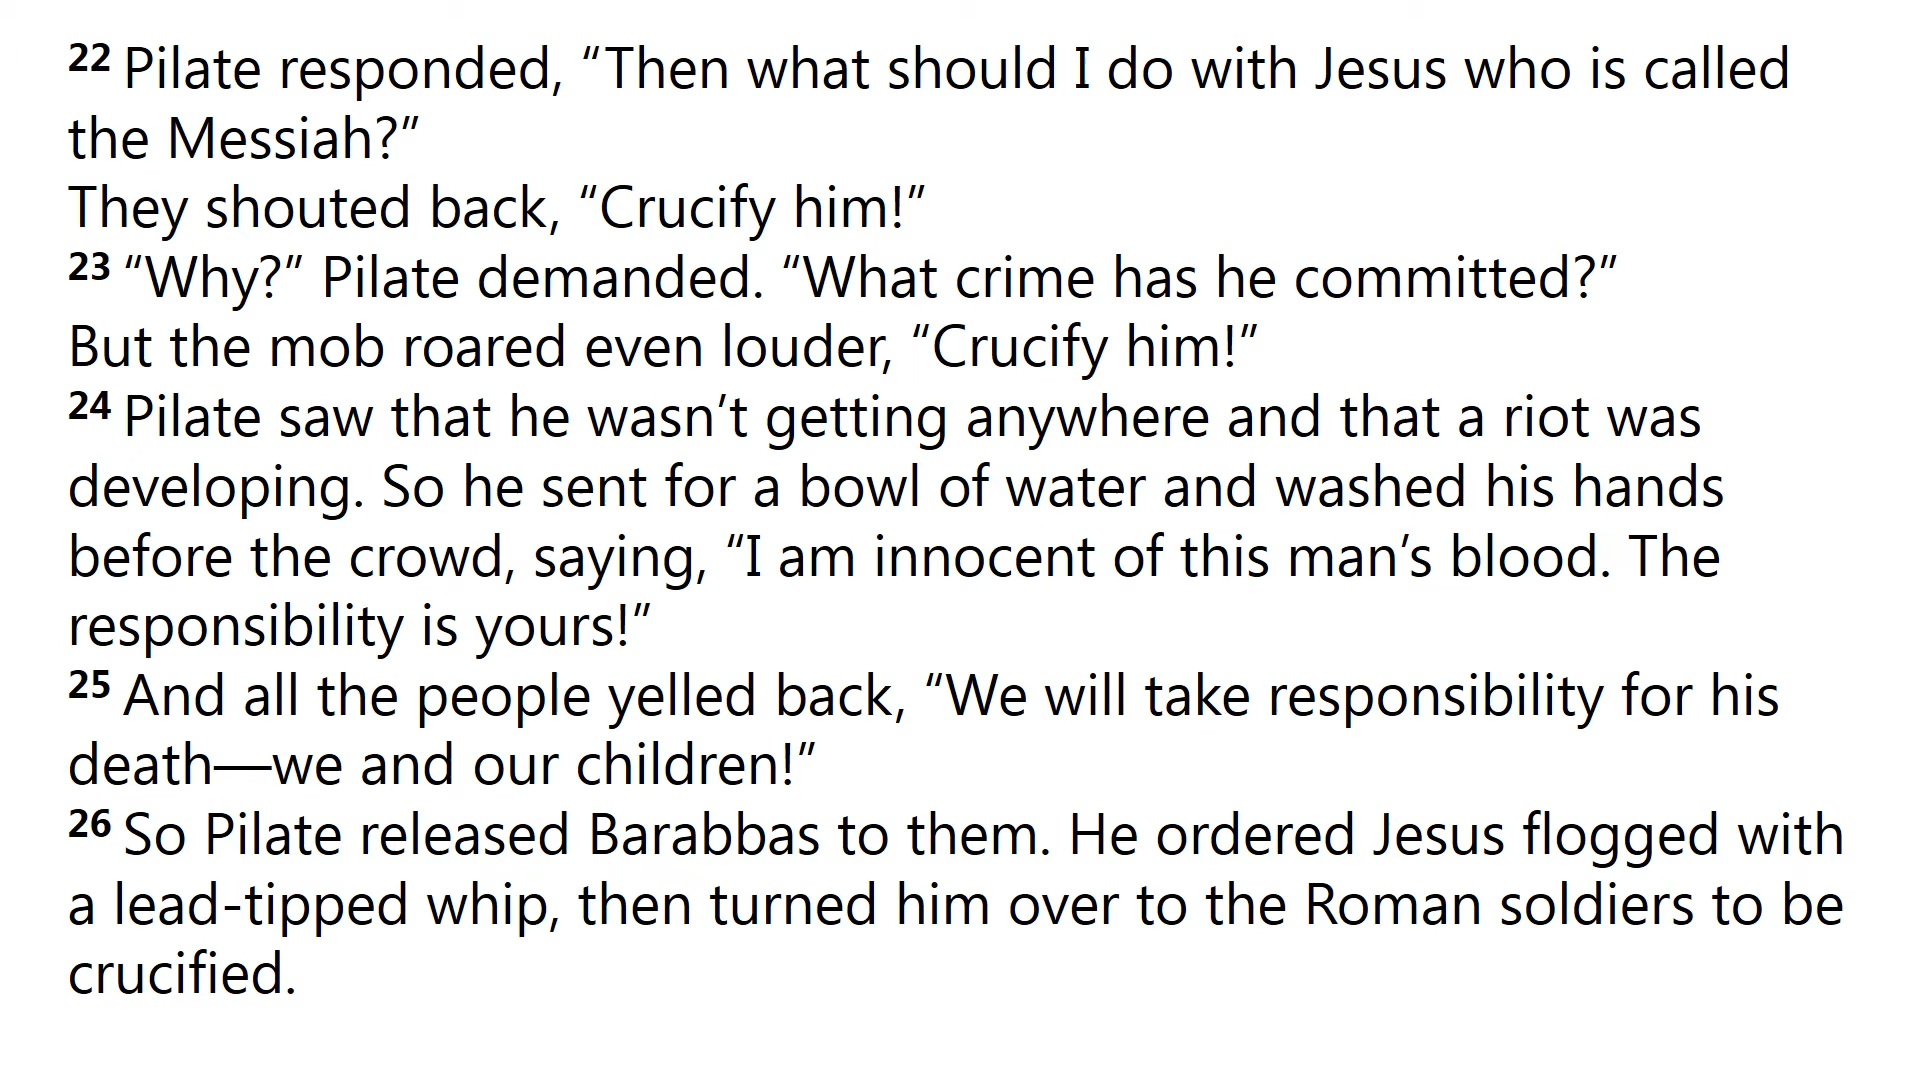 22 Pilate responded, “Then what should I do with Jesus who is called
the Messiah?”
They shouted back, “Crucify him!”
23 “Why?” Pilate demanded. “What crime has he committed?”
But the mob roared even louder, “Crucify him!”
24 Pilate saw that he wasn’t getting anywhere and that a riot was
developing. So he sent for a bowl of water and washed his hands
before the crowd, saying, “I am innocent of this man’s blood. The
responsibility is yours!”
25 And all the people yelled back, “We will take responsibility for his
death—we and our children!”
26 So Pilate released Barabbas to them. He ordered Jesus flogged with
a lead-tipped whip, then turned him over to the Roman soldiers to be
crucified.